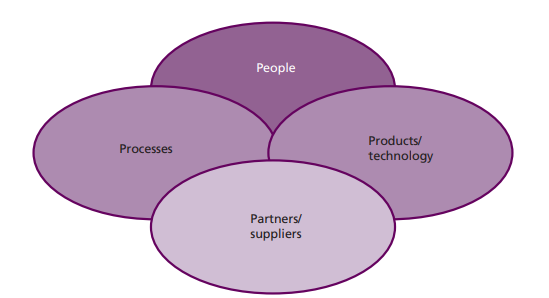 People
Processes
Products/
technology
Partners/
suppliers